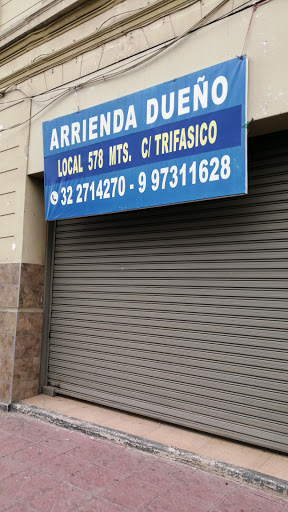 ARRIENDA DUEÑO
LOCAL 578 MTS. C/ TRIFASICO
32 2714270 - 9 97311628